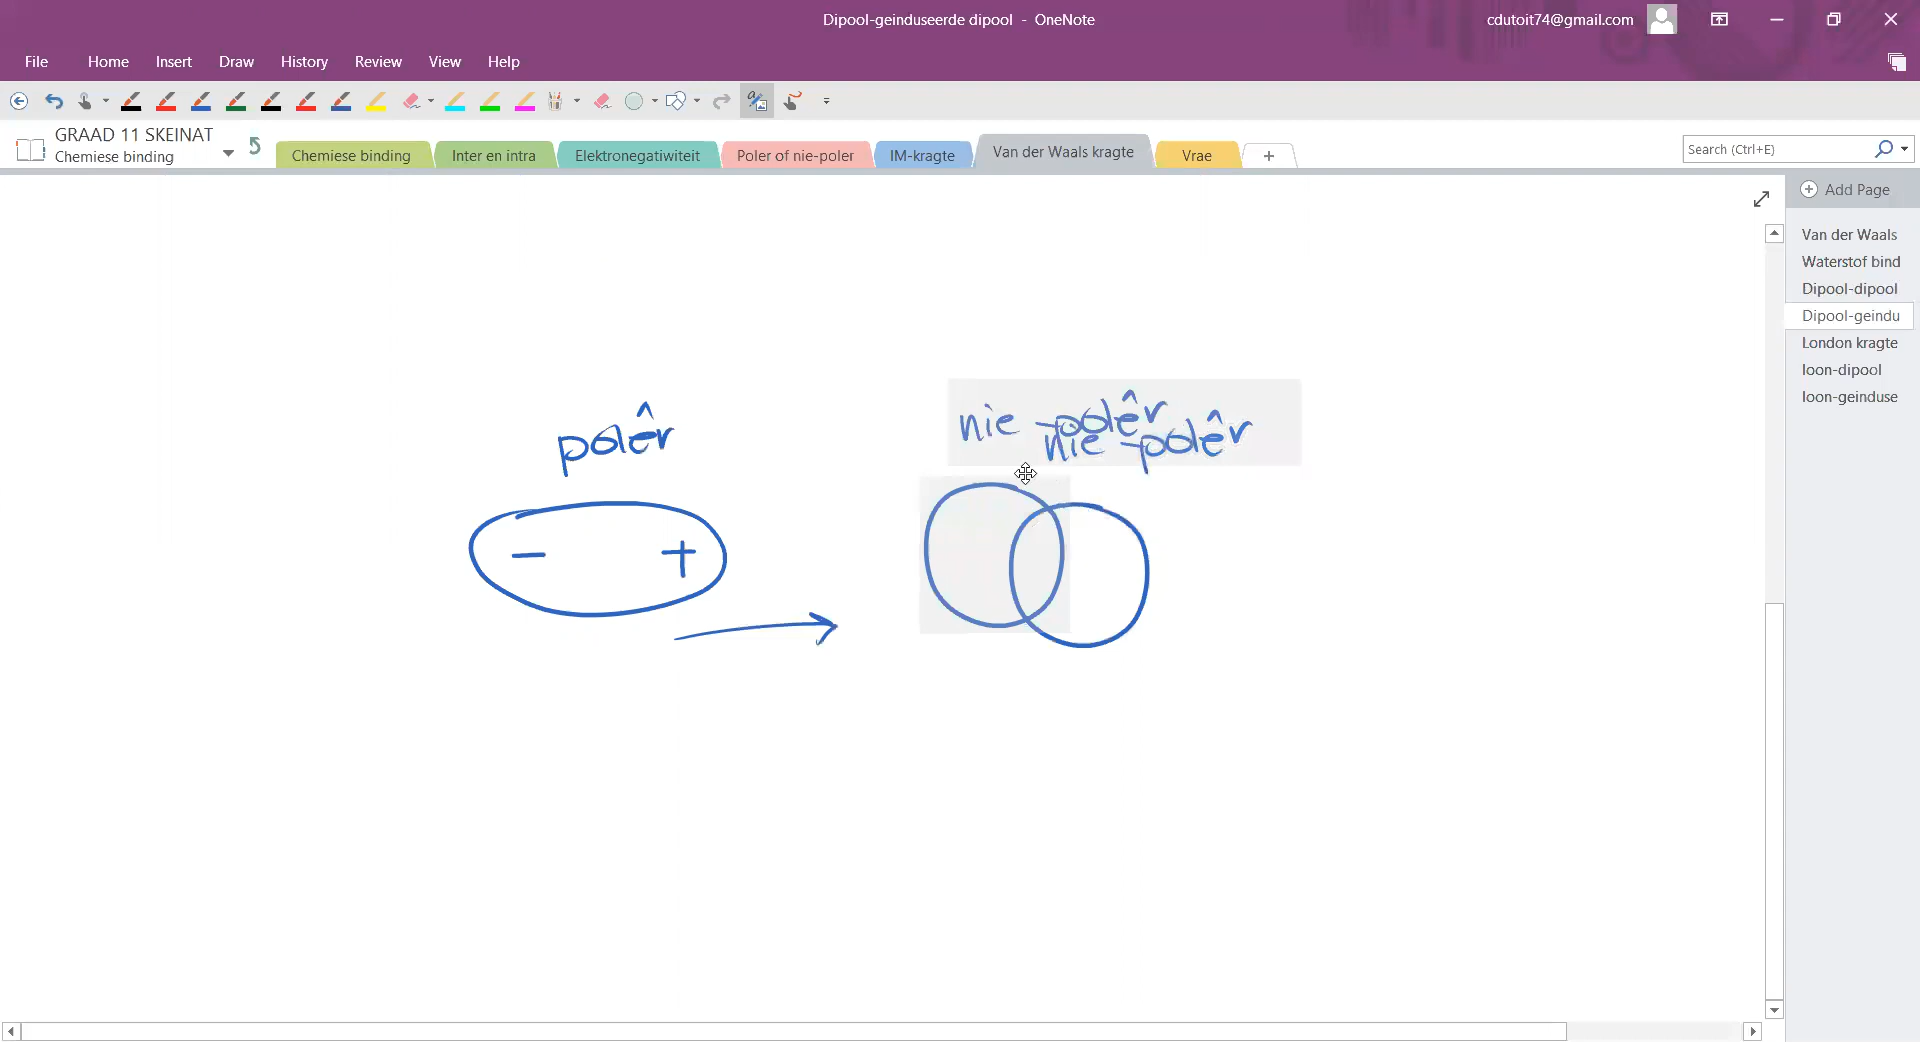 Dipool-geinduseerde dipool - OneNote
cdutoit74@gmail.com
File Home Insert Draw History Review View Help
GRAAD 11 SKEINAT
Chemiese binding
Chemiese binding
Inter en intra
Elektronegatiwiteit
Poler of nie-poler
IM-kragte
Van der Waals kragte
Vrae
Search (Ctrl+E)
Add Page
Van der Waals
Waterstof bind
Dipool-dipool
Dipool-geindu
London kragte
Ioon-dipool
Ioon-geinduse
polêr
nie -polêr
nie -polêr
- +